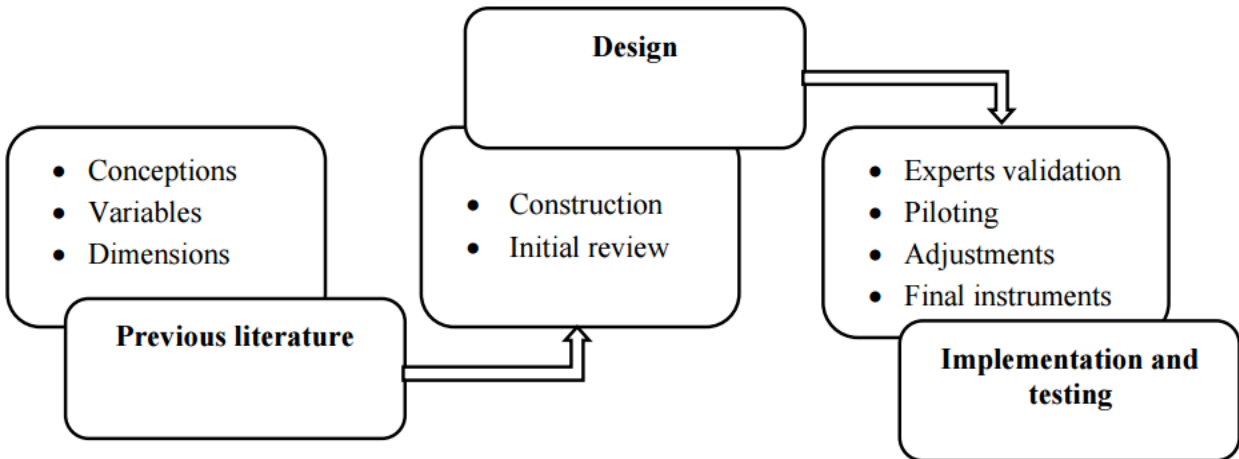 • Conceptions
• Variables
• Dimensions
Previous literature
Design
• Construction
• Initial review
• Experts validation
• Piloting
• Adjustments
• Final instruments
Implementation and
testing